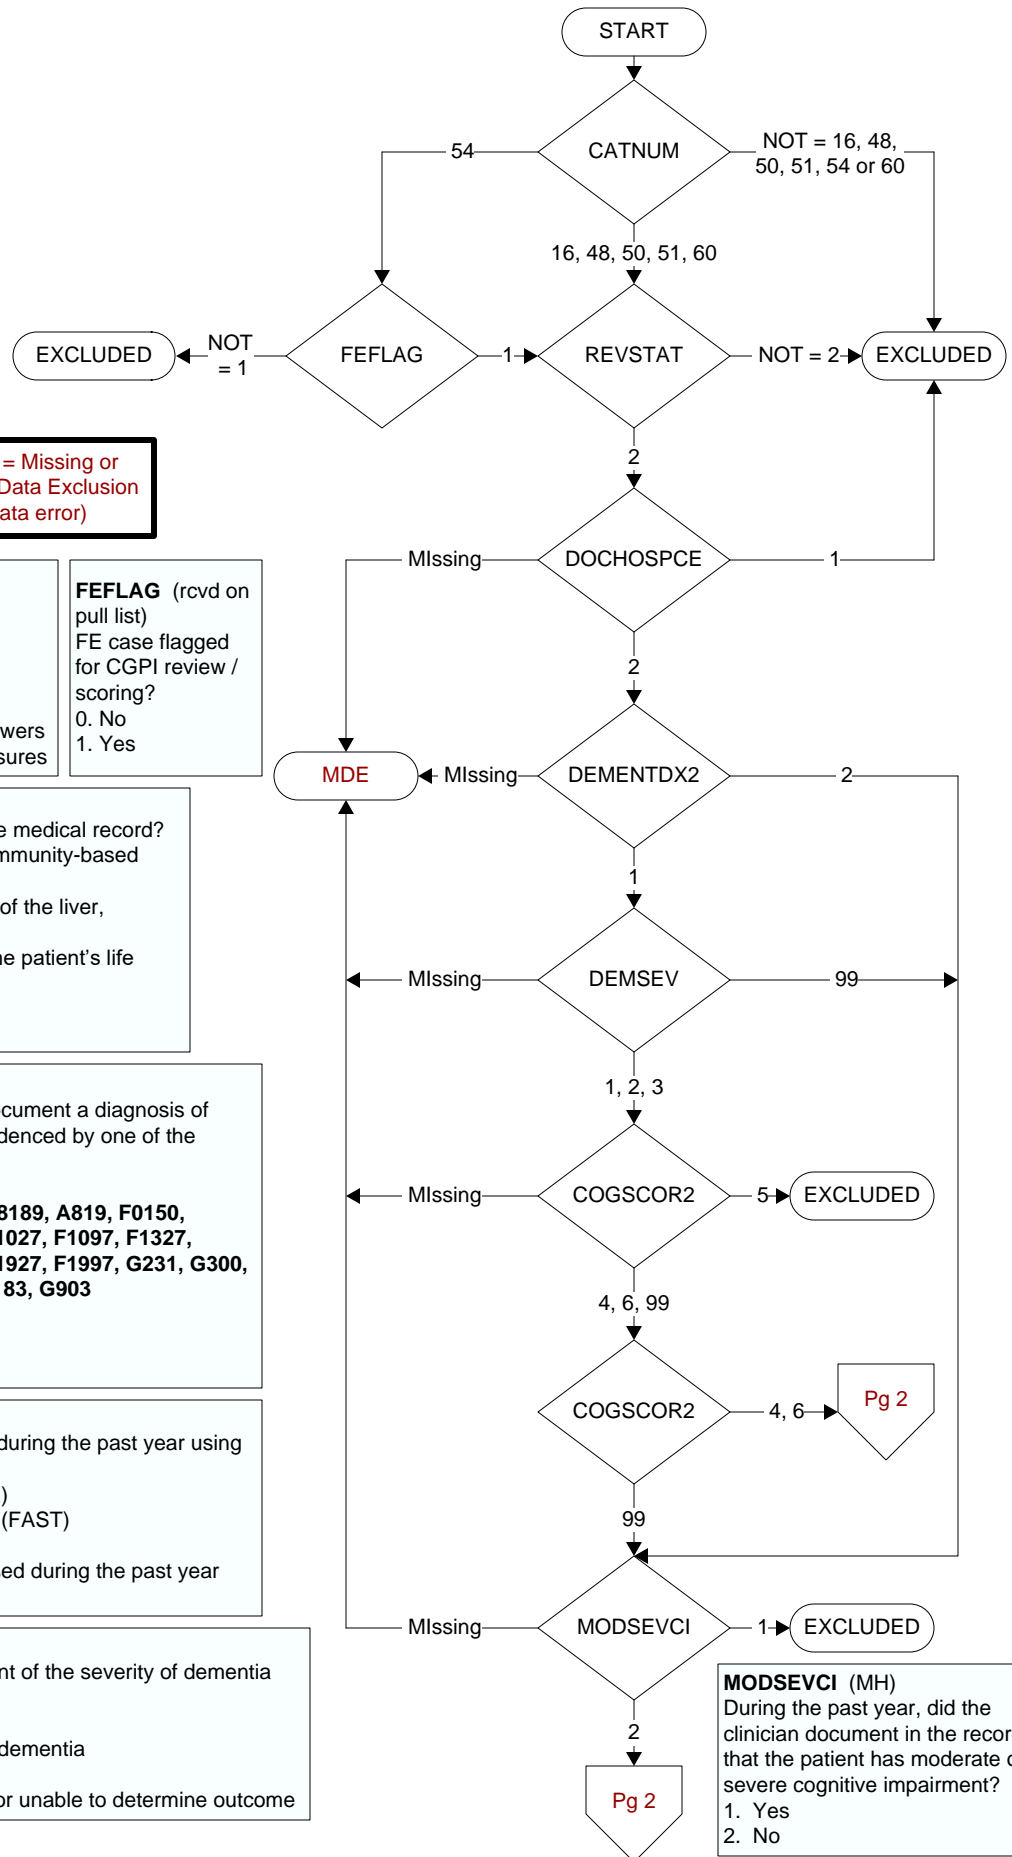 START
CATNUM
54
NOT = 16, 48,
50, 51, 54 or 60
16, 48, 50, 51, 60
EXCLUDED
NOT
= 1
FEFLAG
1
REVSTAT
NOT = 2
EXCLUDED
2
= Missing or
Data Exclusion
ata error)
MIssing
DOCHOSPCE
1
2
FEFLAG (rcvd on
pull list)
FE case flagged
for CGPI review /
scoring?
0. No
1. Yes
wers
sures
MDE
MIssing
DEMENTDX2
2
1
e medical record?
mmunity-based
of the liver,
ne patient's life
MIssing
DEMSEV
99
1, 2, 3
ocument a diagnosis of
idenced by one of the
8189, A819, F0150,
1027, F1097, F1327,
1927, F1997, G231, G300,
83, G903
MIssing
COGSCOR2
5
EXCLUDED
4, 6, 99
COGSCOR2
4, 6
Pg 2
99
during the past year using
)
(FAST)
ed during the past year
MIssing
MODSEVCI
1
EXCLUDED
2
Pg 2
nt of the severity of dementia
dementia
or unable to determine outcome
MODSEVCI (MH)
During the past year, did the
clinician document in the recor
that the patient has moderate o
severe cognitive impairment?
1. Yes
2. No